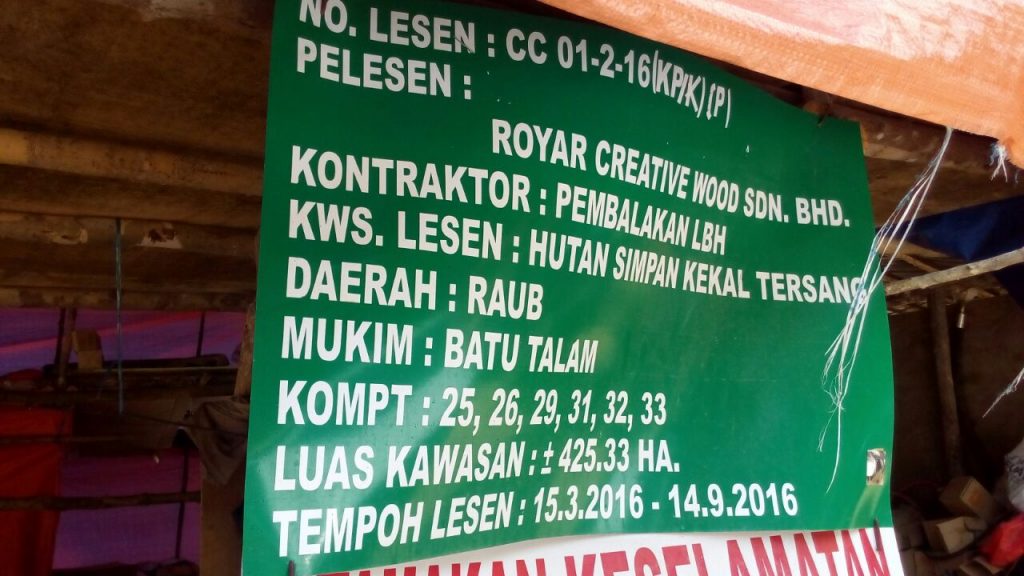 NO. LESEN : CC 01-2-16(KP/K) (P)
PELESEN :
ROYAR CREATIVE WOOD SDN. BHD.
KONTRAKTOR : PEMBALAKAN LBH
KWS. LESEN : HUTAN SIMPAN KEKAL TERSANG
DAERAH : RAUB
MUKIM : BATU TALAM
KOMPT : 25, 26, 29, 31, 32, 33
LUAS KAWASAN : ± 425.33 HA.
TEMPOH LESEN : 15.3.2016 - 14.9.2016
KESELAMATAN